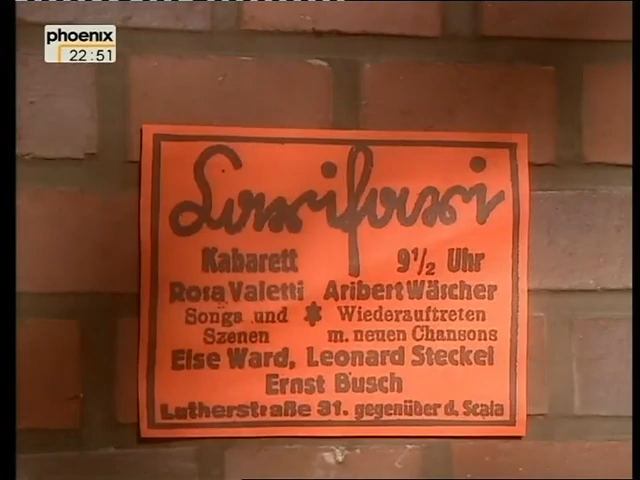 phoenix
22:51
Larifari
Kabarett 9½ Uhr
Rosa Valetti Aribert Wäscher
Songs und * Wiederauftreten
Szenen m. neuen Chansons
Else Ward, Leonard Steckel
Ernst Busch
Lutherstraße 31. gegenüber d. Scala